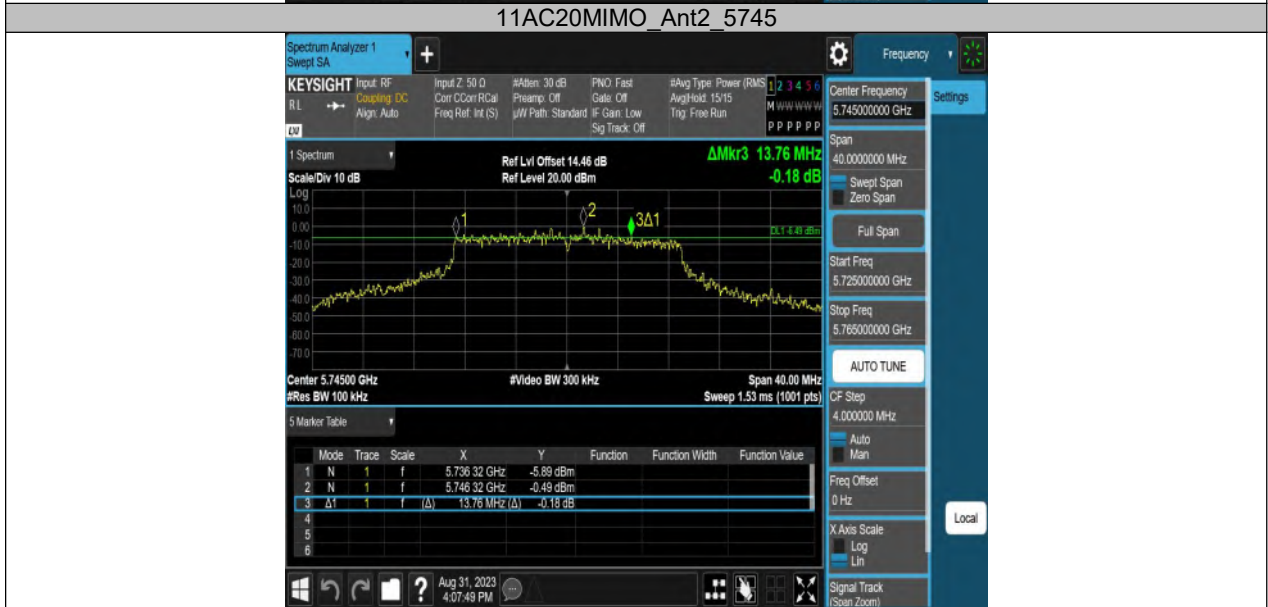 11AC20MIMO_Ant2_5745
Spectrum Analyzer 1
Swept SA
+
Frequency
KEYSIGHT Input: RF Input Z: 50 Ω #Atten: 30 dB PNO: Fast #Avg Type: Power (RMS 1 2 3 4 5 6
RL Coupling: DC Corr CCorr RCal Preamp: Off Gate: Off Avg|Hold: 15/15 M W W W W W
Align: Auto Freq Ref: Int (S) µW Path: Standard IF Gain: Low Trig: Free Run
Sig Track: Off P P P P P P
LXI
Center Frequency
5.745000000 GHz
Settings
Span
40.0000000 MHz
Swept Span
Zero Span
Full Span
Start Freq
5.725000000 GHz
Stop Freq
5.765000000 GHz
AUTO TUNE
CF Step
4.000000 MHz
Auto
Man
Freq Offset
0 Hz
X Axis Scale
Log
Lin
Signal Track
(Span Zoom)
Local
1 Spectrum
Ref Lvl Offset 14.46 dB
ΔMkr3 13.76 MHz
Scale/Div 10 dB
Ref Level 20.00 dBm
-0.18 dB
Log
10.0
0.00
-10.0
-20.0
-30.0
-40.0
-50.0
-60.0
-70.0
1
2
3Δ1
DL1 -6.49 dBm
Center 5.74500 GHz #Video BW 300 kHz Span 40.00 MHz
#Res BW 100 kHz Sweep 1.53 ms (1001 pts)
5 Marker Table
Mode Trace Scale X Y Function Function Width Function Value
1 N 1 f 5.736 32 GHz -5.89 dBm
2 N 1 f 5.746 32 GHz -0.49 dBm
3 Δ1 1 f (Δ) 13.76 MHz (Δ) -0.18 dB
4
5
6
?
Aug 31, 2023
4:07:49 PM